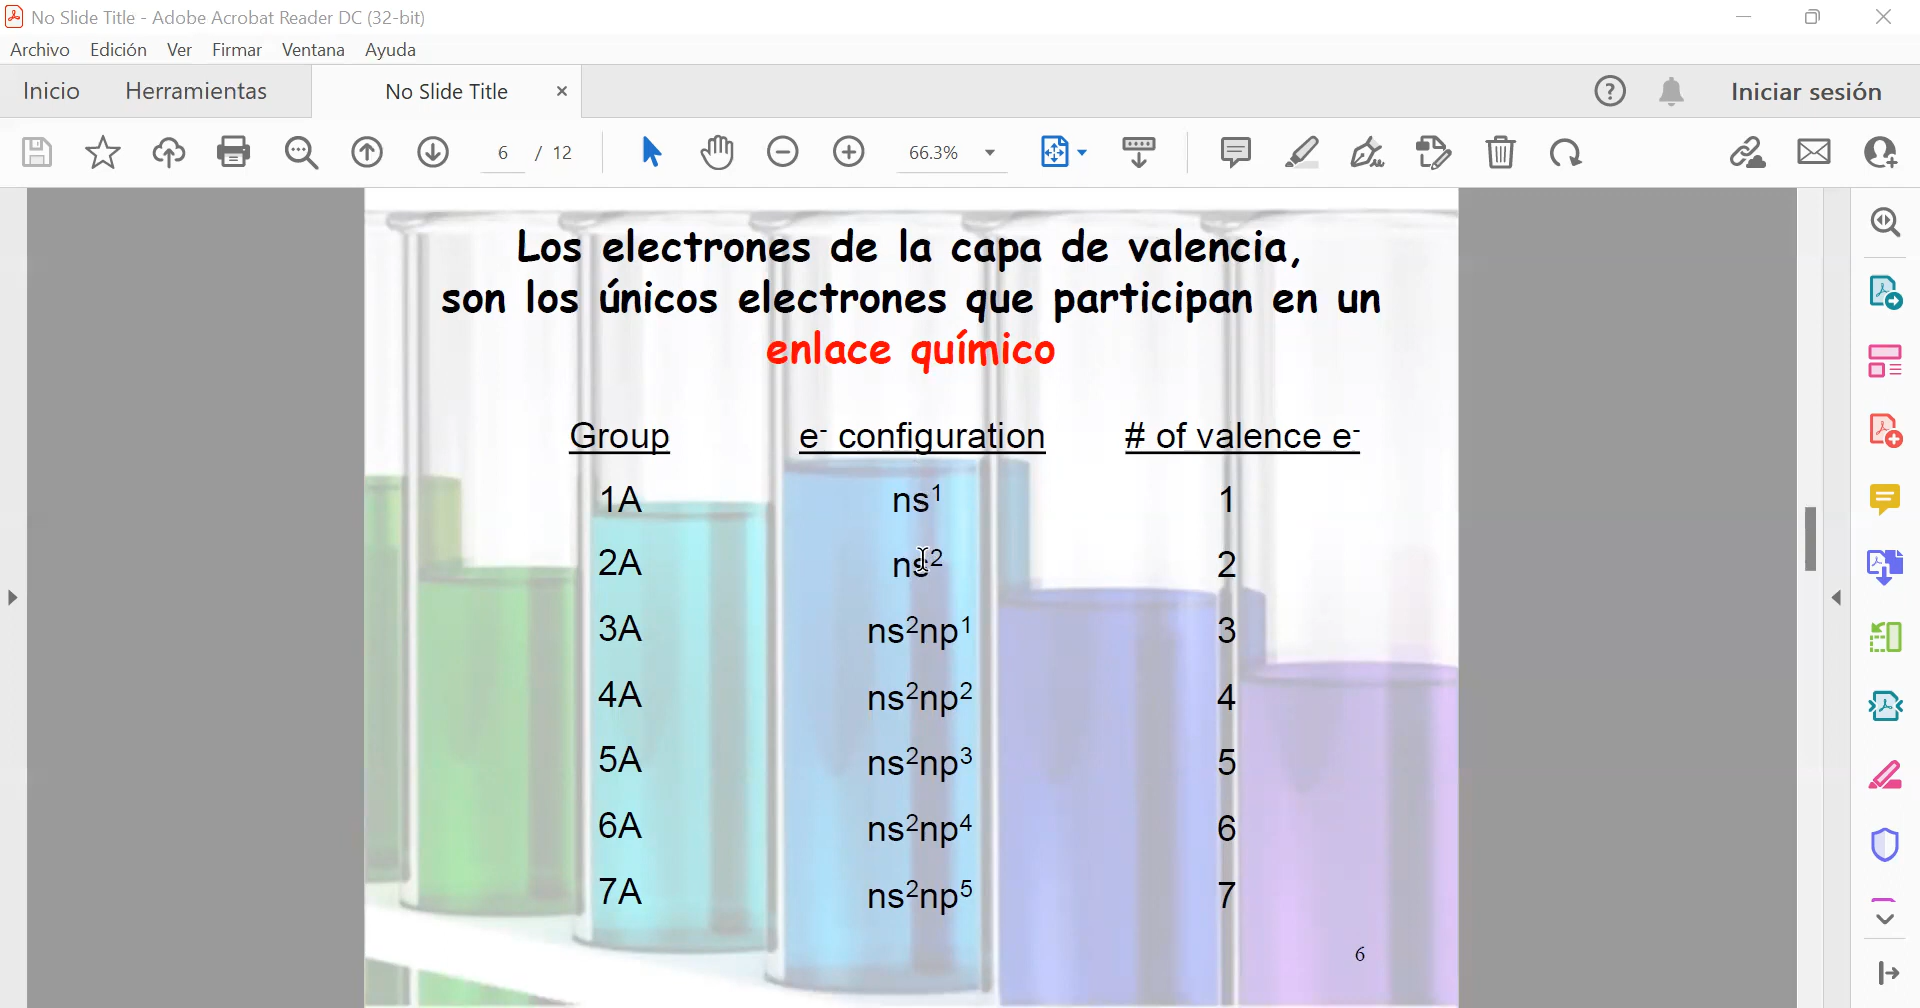 No Slide Title - Adobe Acrobat Reader DC (32-bit)
Archivo Edición Ver Firmar Ventana Ayuda
Inicio Herramientas No Slide Title × Iniciar sesión
6 / 12 66.3%
Los electrones de la capa de valencia,
son los únicos electrones que participan en un
enlace químico
Group e⁻ configuration # of valence e⁻
1A ns¹ 1
2A ns² 2
3A ns²np¹ 3
4A ns²np² 4
5A ns²np³ 5
6A ns²np⁴ 6
7A ns²np⁵ 7
6